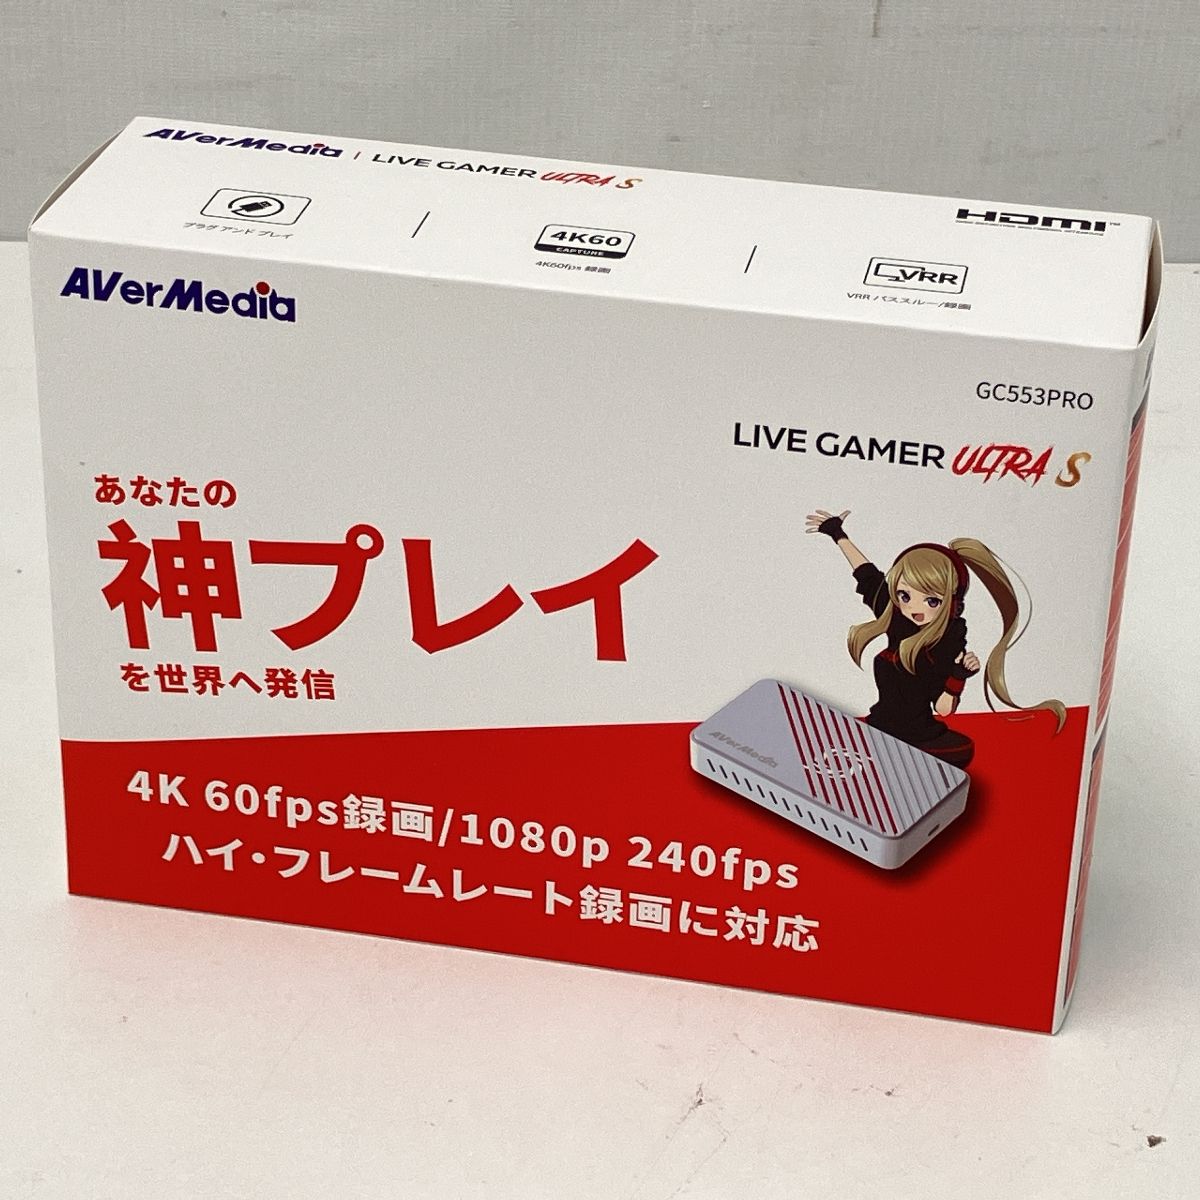 AVerMedia | LIVE GAMER ULTRA S
HDMI™
プラグ アンド プレイ
4K60
CAPTURE
4K60fps 録画
VRR
VRR パススルー/録画
AVerMedia
GC553PRO
LIVE GAMER ULTRA S
あなたの
神プレイ
を世界へ発信
AVerMedia
4K 60fps録画/1080p 240fps
ハイ・フレームレート録画に対応